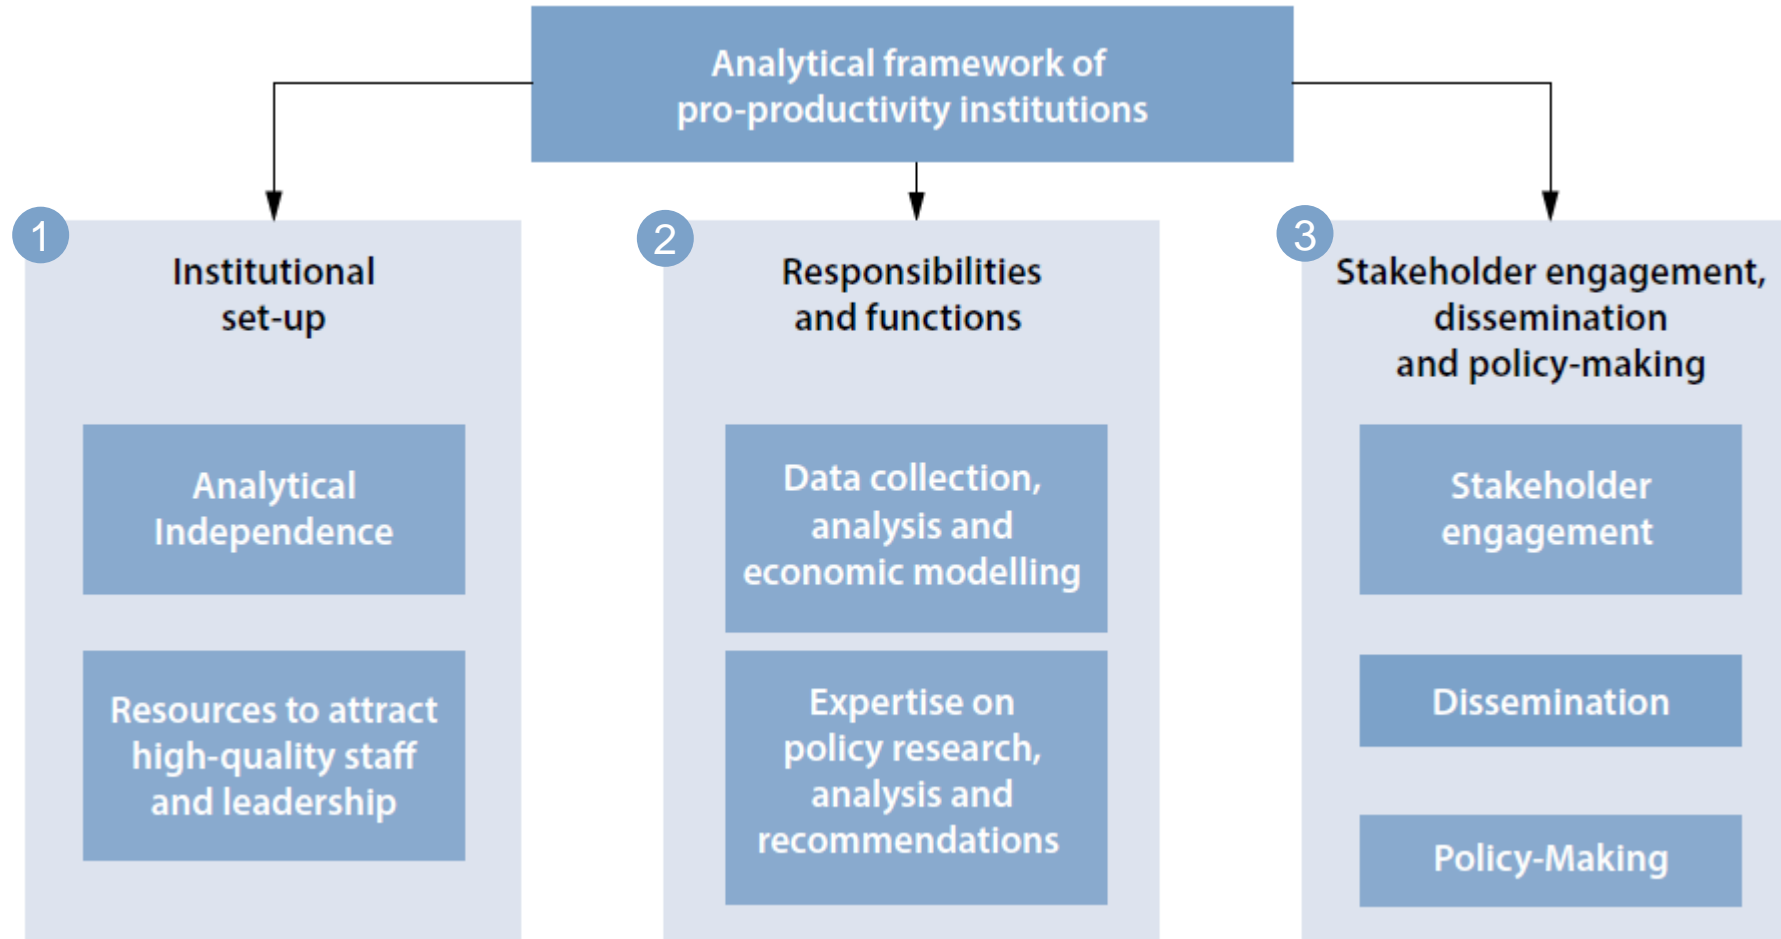 Analytical framework of
pro-productivity institutions
1
Institutional
set-up
Analytical
Independence
Resources to attract
high-quality staff
and leadership
2
Responsibilities
and functions
Data collection,
analysis and
economic modelling
Expertise on
policy research,
analysis and
recommendations
3
Stakeholder engagement,
dissemination
and policy-making
Stakeholder
engagement
Dissemination
Policy-Making